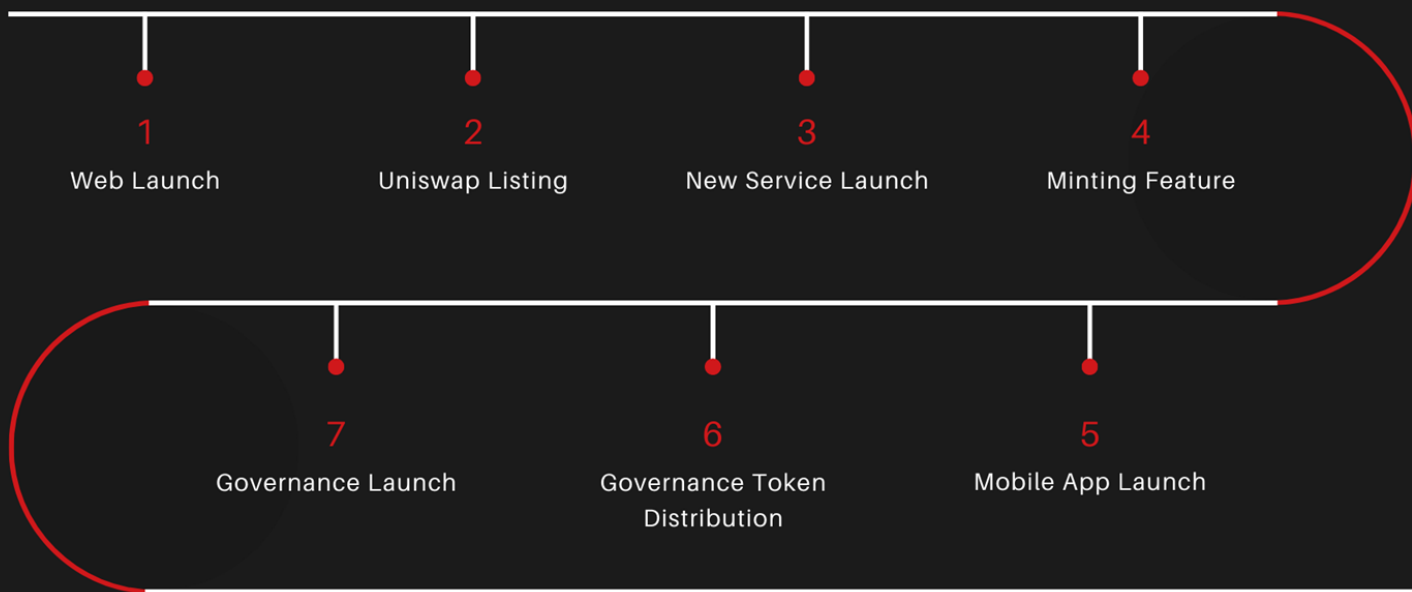 1
Web Launch
2
Uniswap Listing
3
New Service Launch
4
Minting Feature
5
Mobile App Launch
6
Governance Token
Distribution
7
Governance Launch